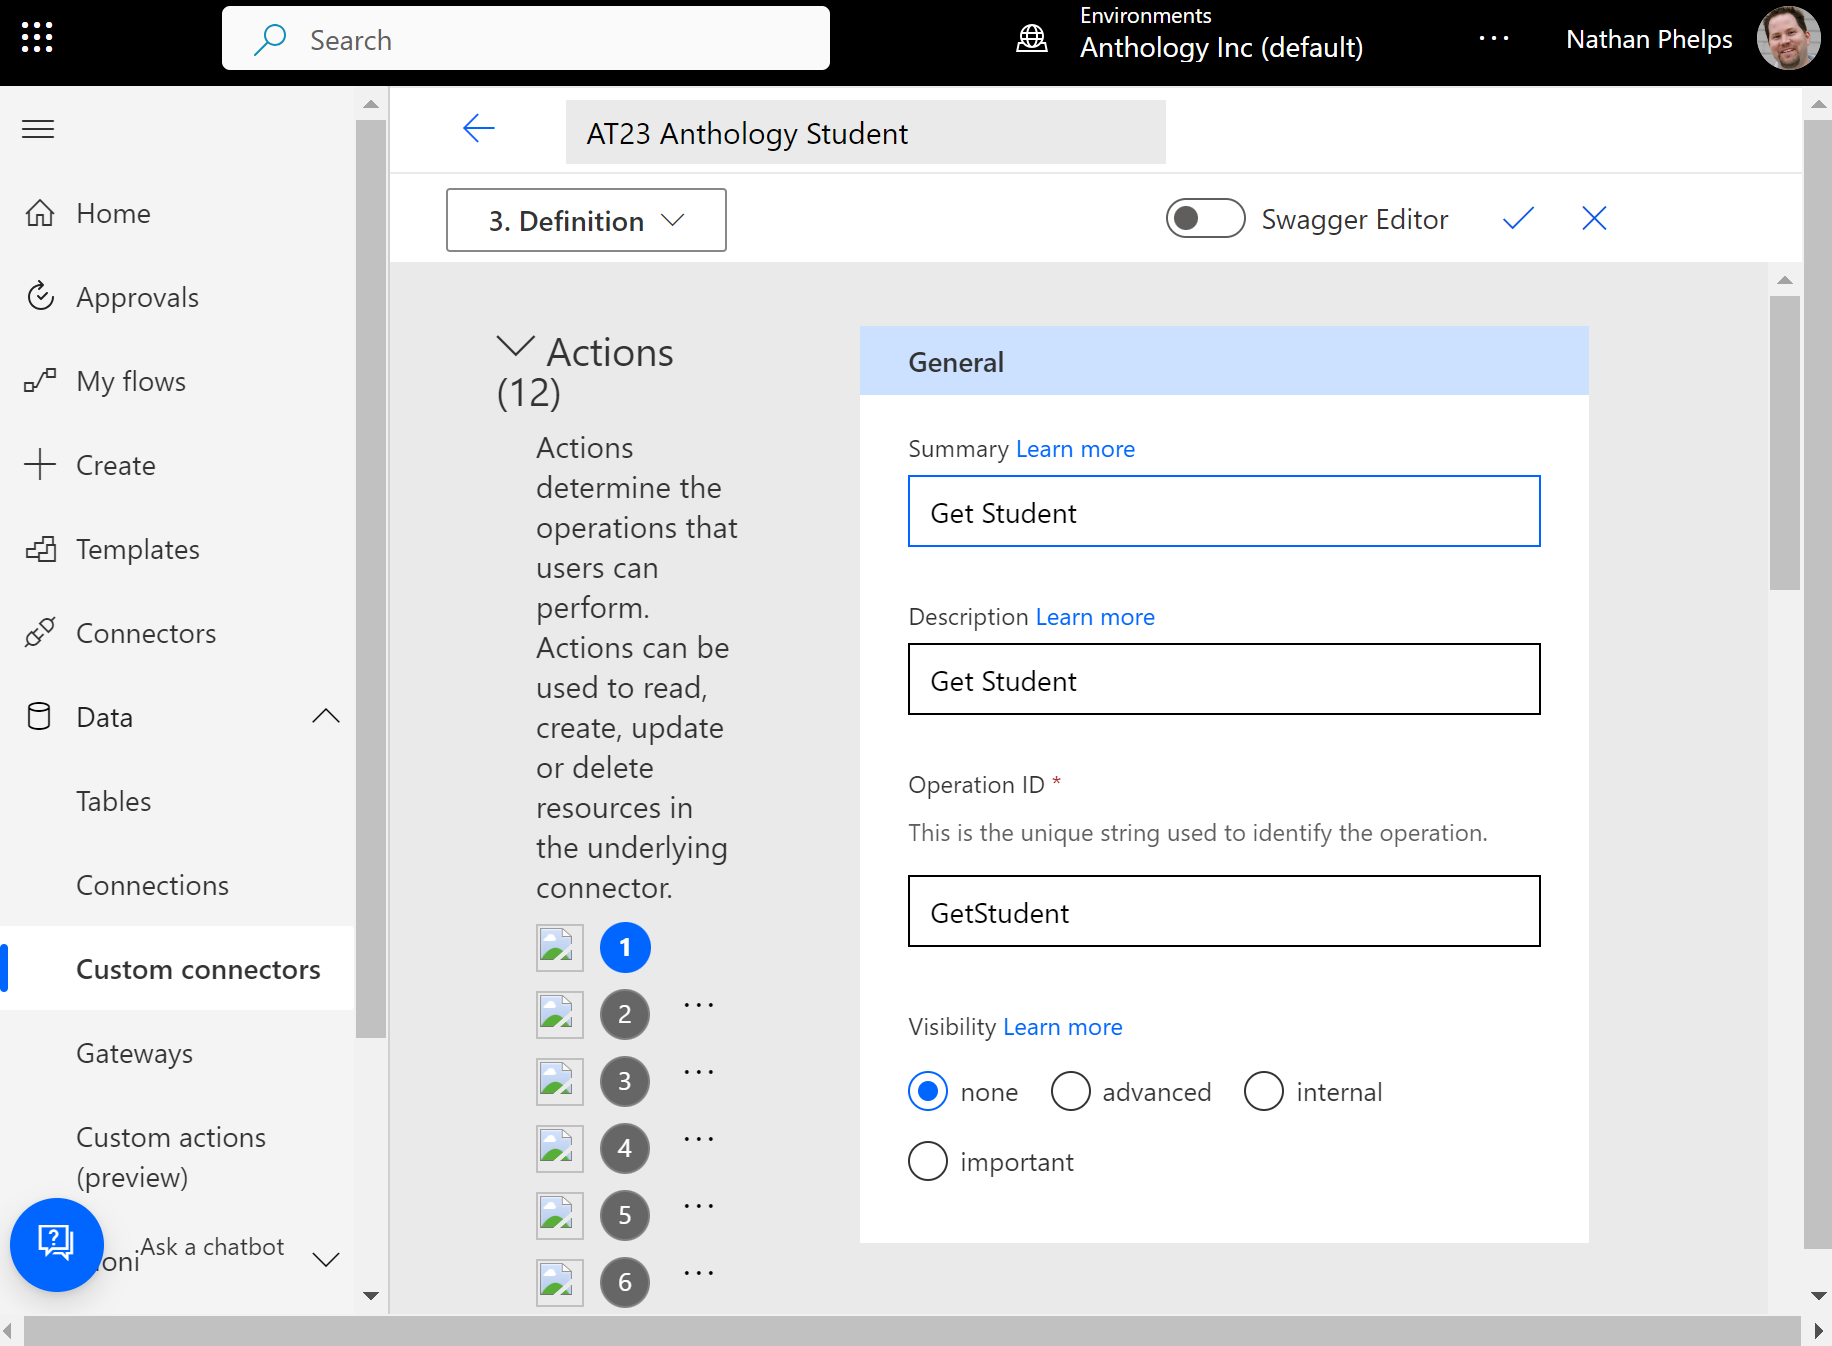 Search
Environments
Anthology Inc (default)
...
Nathan Phelps
Home
Approvals
My flows
Create
Templates
Connectors
Data
Tables
Connections
Custom connectors
Gateways
Custom actions
(preview)
Ask a chatbot
AT23 Anthology Student
3. Definition
Swagger Editor
Actions
(12)
Actions
determine the
operations that
users can
perform.
Actions can be
used to read,
create, update
or delete
resources in
the underlying
connector.
1
2 ...
3 ...
4 ...
5 ...
6 ...
General
Summary Learn more
Get Student
Description Learn more
Get Student
Operation ID *
This is the unique string used to identify the operation.
GetStudent
Visibility Learn more
none advanced internal
important